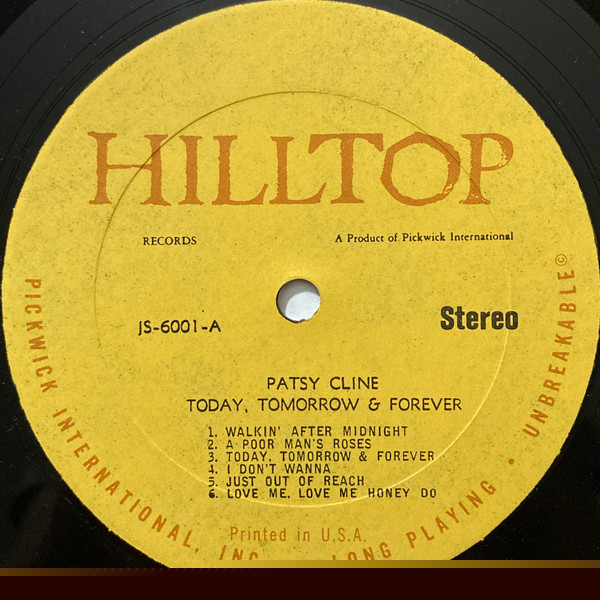 HILLTOP
RECORDS
A Product of Pickwick International
JS-6001-A
Stereo
PATSY CLINE
TODAY, TOMORROW & FOREVER
1. WALKIN' AFTER MIDNIGHT
2. A POOR MAN'S ROSES
3. TODAY, TOMORROW & FOREVER
4. I DON'T WANNA
5. JUST OUT OF REACH
6. LOVE ME, LOVE ME HONEY DO
Printed in U.S.A.
PICKWICK INTERNATIONAL, INC. LONG PLAYING • UNBREAKABLE©